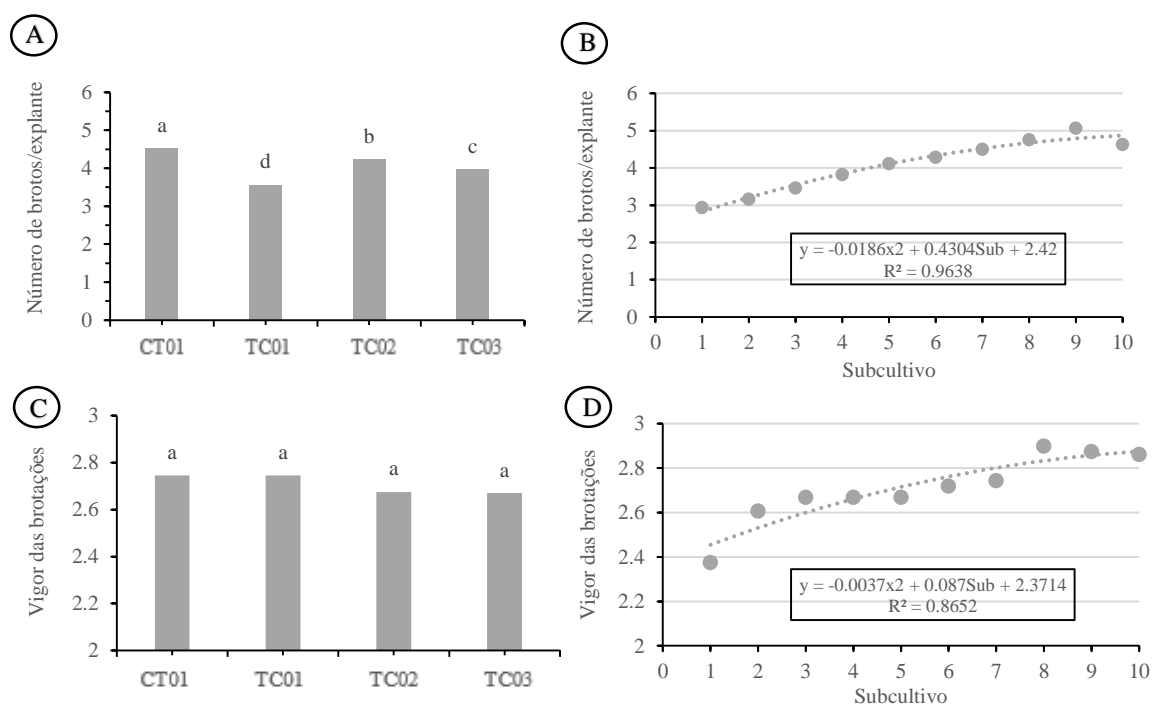 A
Número de brotos/explante
6
5
4
3
2
1
0
a
d
b
c
CT01
TC01
TC02
TC03
B
Número de brotos/explante
6
5
4
3
2
1
0
y = -0.0186x2 + 0.4304Sub + 2.42
R² = 0.9638
0 1 2 3 4 5 6 7 8 9 10
Subcultivo
C
Vigor das brotações
3
2.8
2.6
2.4
2.2
2
a
a
a
a
CT01
TC01
TC02
TC03
D
Vigor das brotações
3
2.8
2.6
2.4
2.2
2
y = -0.0037x2 + 0.087Sub + 2.3714
R² = 0.8652
0 1 2 3 4 5 6 7 8 9 10
Subcultivo